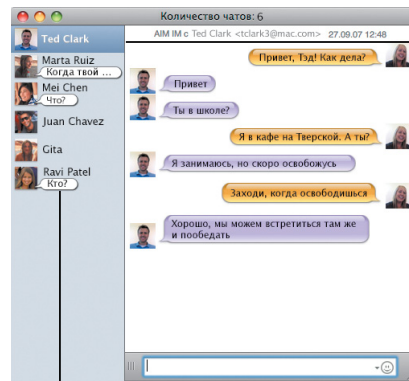 Количество чатов: 6
Ted Clark
Marta Ruiz
Когда твой ...
Mei Chen
Что?
Juan Chavez
Gita
Ravi Patel
Кто?
AIM IM с Ted Clark <tclark3@mac.com> 27.09.07 12:48
Привет, Тэд! Как дела?
Привет
Ты в школе?
Я в кафе на Тверской. А ты?
Я занимаюсь, но скоро освобожусь
Заходи, когда освободишься
Хорошо, мы можем встретиться там же
и пообедать